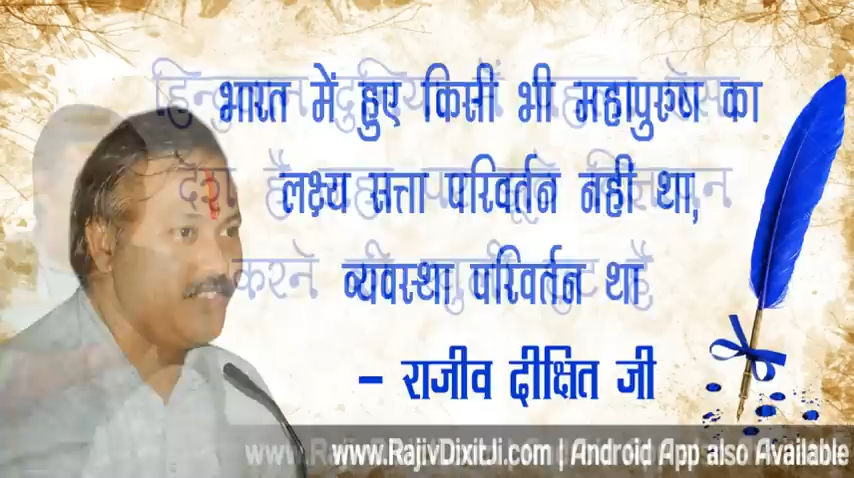 भारत में हुए किसी भी महापुरुष का
लक्ष्य सत्ता परिवर्तन नही था,
व्यवस्था परिवर्तन था
– राजीव दीक्षित जी
www.RajivDixitJi.com | Android App also Available